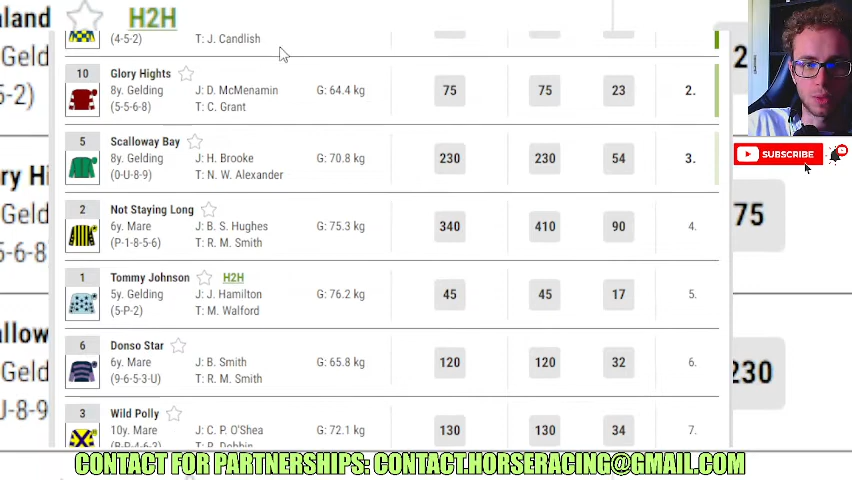 aland
H2H
(4-5-2)
T: J. Candlish
5-2)
2
10
Glory Hights
8y. Gelding
J: D. McMenamin
G: 64.4 kg
75
75
23
2.
(5-5-6-8)
T: C. Grant
SUBSCRIBE
5
Scalloway Bay
8y. Gelding
J: H. Brooke
G: 70.8 kg
230
230
54
3.
(0-U-8-9)
T: N. W. Alexander
ry Hi
Geld
5-6-8)
75
2
Not Staying Long
6y. Mare
J: B. S. Hughes
G: 75.3 kg
340
410
90
4.
(P-1-8-5-6)
T: R. M. Smith
1
Tommy Johnson
H2H
5y. Gelding
J: J. Hamilton
G: 76.2 kg
45
45
17
5.
(5-P-2)
T: M. Walford
allow
Geld
U-8-9
230
6
Donso Star
6y. Mare
J: B. Smith
G: 65.8 kg
120
120
32
6.
(9-6-5-3-U)
T: R. M. Smith
3
Wild Polly
10y. Mare
J: C. P. O'Shea
G: 72.1 kg
130
130
34
7.
CONTACT FOR PARTNERSHIPS: CONTACT.HORSERACING@GMAIL.COM